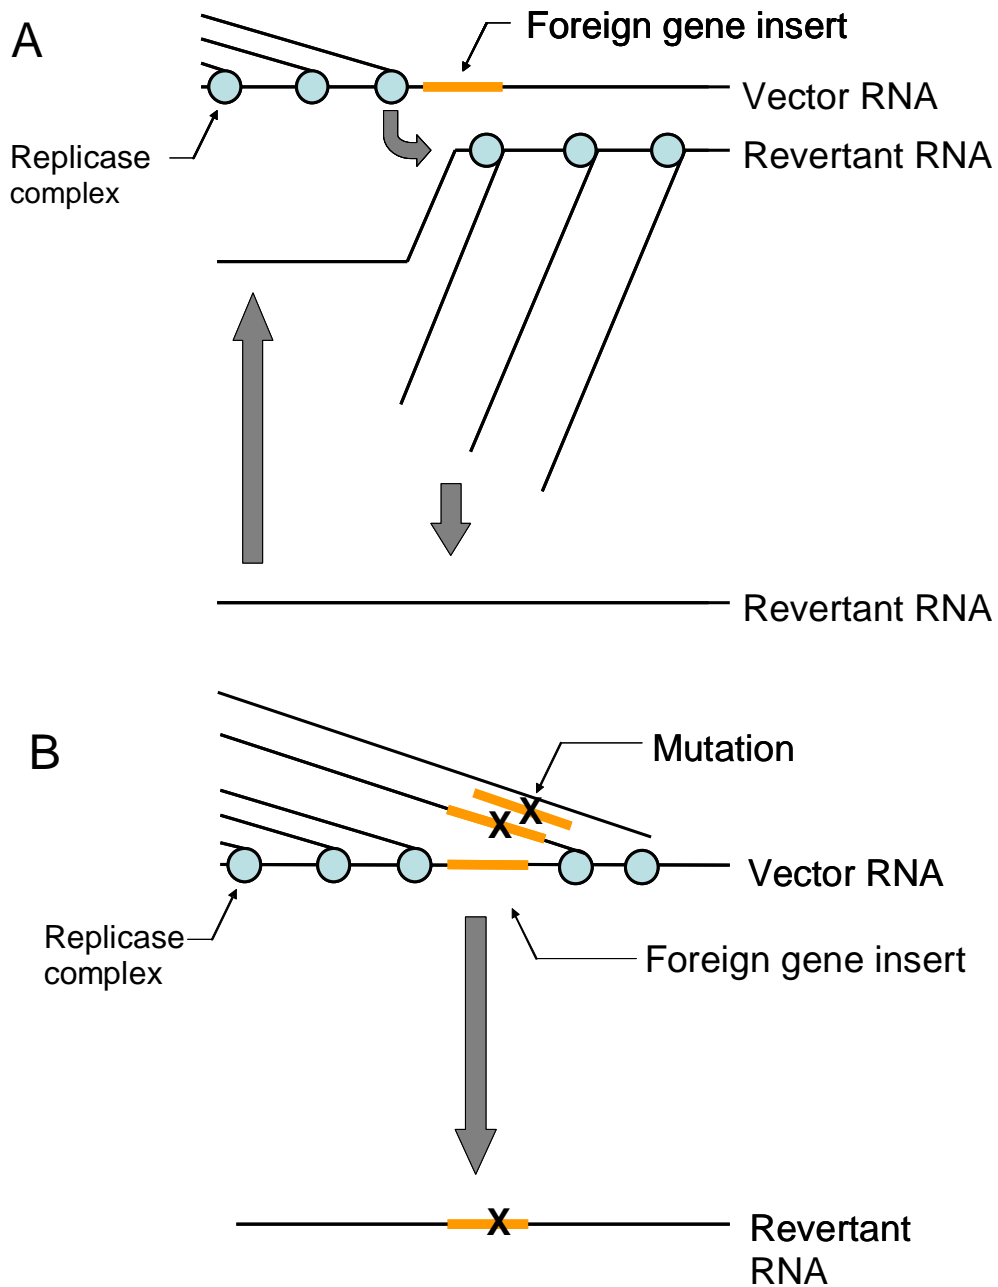 A
Foreign gene insert
Vector RNA
Replicase
complex
Revertant RNA
Revertant RNA
B
Mutation
X
X
Vector RNA
Replicase
complex
Foreign gene insert
X
Revertant
RNA